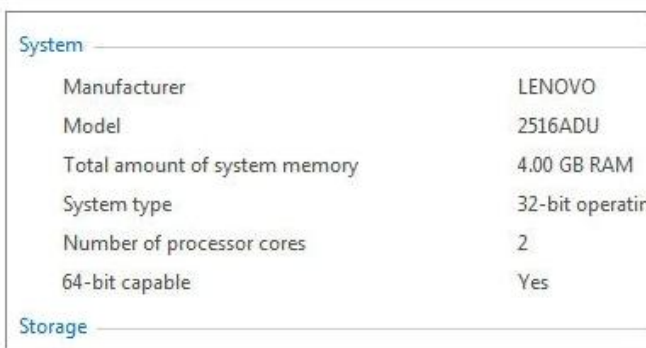 System
Manufacturer LENOVO
Model 2516ADU
Total amount of system memory 4.00 GB RAM
System type 32-bit operatin
Number of processor cores 2
64-bit capable Yes
Storage